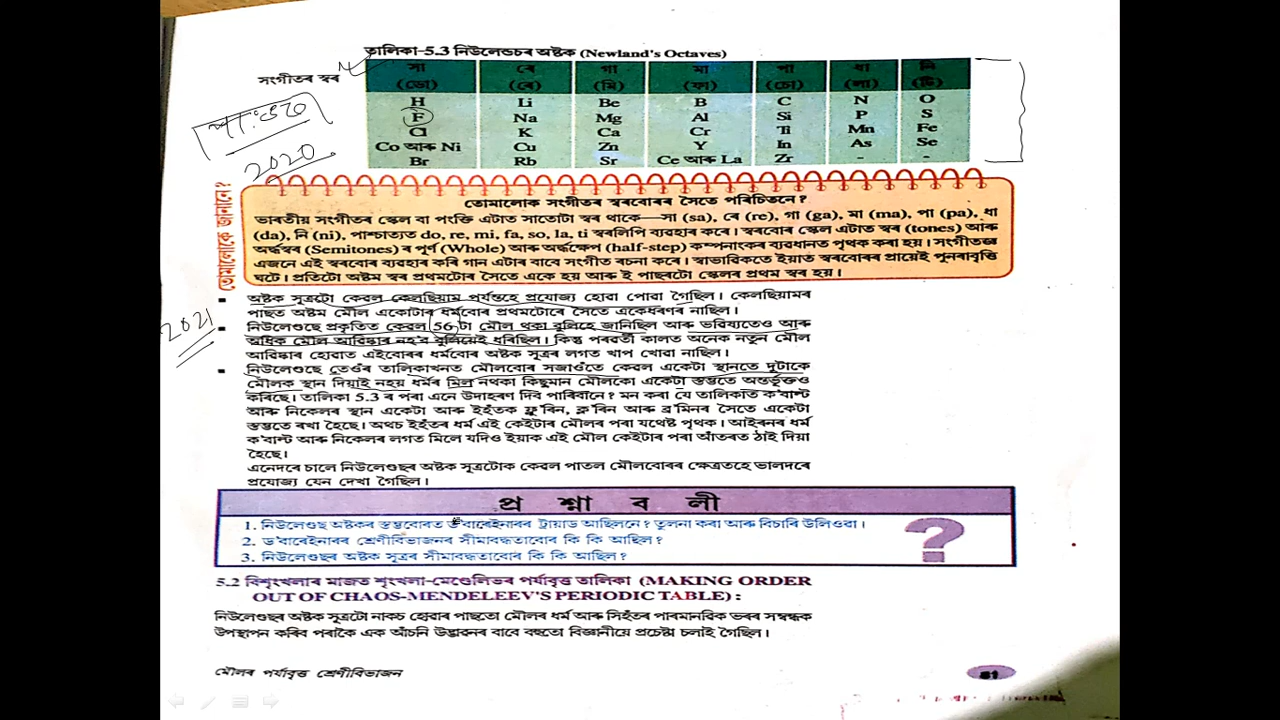 তালিকা-5.3 নিউলেন্ডচৰ অষ্টক (Newland's Octaves)
সংগীতৰ স্বৰ
সা ৰে গা মা পা ধা নি
(ডো) (ৰে) (মি) (ফা) (চো) (লা) (টি)
H Li Be B C N O
F Na Mg Al Si P S
Cl K Ca Cr Ti Mn Fe
Co আৰু Ni Cu Zn Y In As Se
Br Rb Sr Ce আৰু La Zr - -
2020
তোমালোকে জানানে?
তোমালোক সংগীতৰ স্বৰবোৰৰ সৈতে পৰিচিতনে?
ভাৰতীয় সংগীতৰ স্কেল বা পংক্তি এটাত সাতোটা স্বৰ থাকে—সা (sa), ৰে (re), গা (ga), মা (ma), পা (pa), ধা
(da), নি (ni), পাশ্চাত্যত do, re, mi, fa, so, la, ti স্বৰলিপি ব্যৱহাৰ কৰে। স্বৰবোৰ স্কেল এটাত স্বৰ (tones) আৰু
অৰ্দ্ধস্বৰ (Semitones) ৰ পূৰ্ণ (Whole) আৰু অৰ্দ্ধক্ষেপ (half-step) কম্পনাংকৰ ব্যৱধানত পৃথক কৰা হয়। সংগীতজ্ঞ
এজনে এই স্বৰবোৰ ব্যৱহাৰ কৰি গান এটাৰ বাবে সংগীত ৰচনা কৰে। স্বাভাৱিকতে ইয়াত স্বৰবোৰৰ প্ৰায়েই পুনৰাবৃত্তি
ঘটে। প্ৰতিটো অষ্টম স্বৰ প্ৰথমটোৰ সৈতে একে হয় আৰু ই পাছৰটো স্কেলৰ প্ৰথম স্বৰ হয়।
▪ অষ্টক সূত্ৰটো কেৱল কেলছিয়াম পৰ্যন্তহে প্ৰযোজ্য হোৱা পোৱা গৈছিল। কেলছিয়ামৰ
পাছত অষ্টম মৌল একোটাৰ ধৰ্মবোৰ প্ৰথমটোৰে সৈতে একেধৰণৰ নাছিল।
2021
▪ নিউলেণ্ডছে প্ৰকৃতিত কেৱল 56 টা মৌল থকা বুলিহে জানিছিল আৰু ভৱিষ্যতেও আৰু
অধিক মৌল আৱিষ্কাৰ নহ'ব বুলিয়েই ধৰিছিল। কিন্তু পৰৱৰ্তী কালত অনেক নতুন মৌল
আৱিষ্কাৰ হোৱাত এইবোৰৰ ধৰ্মবোৰ অষ্টক সূত্ৰৰ লগত খাপ খোৱা নাছিল।
▪ নিউলেণ্ডছে তেওঁৰ তালিকাখনত মৌলবোৰ সজাওঁতে কেৱল একেটা স্থানতে দুটাকৈ
মৌলক স্থান দিয়াই নহয় ধৰ্মৰ মিল নথকা কিছুমান মৌলকো একেটা স্তম্ভতে অন্তৰ্ভুক্তও
কৰিছে। তালিকা 5.3 ৰ পৰা এনে উদাহৰণ দিব পাৰিবানে? মন কৰা যে তালিকাত ক'বাল্ট
আৰু নিকেলৰ স্থান একেটা আৰু ইহঁতক ফ্লু'ৰিন, ক্ল'ৰিন আৰু ব্ৰ'মিনৰ সৈতে একেটা
স্তম্ভতে ৰখা হৈছে। অথচ ইহঁতৰ ধৰ্ম এই কেইটাৰ মৌলৰ পৰা যথেষ্ট পৃথক। আইৰনৰ ধৰ্ম
ক'বাল্ট আৰু নিকেলৰ লগত মিলে যদিও ইয়াক এই মৌল কেইটাৰ পৰা আঁতৰত ঠাই দিয়া
হৈছে।
এনেদৰে চালে নিউলেণ্ডছৰ অষ্টক সূত্ৰটোক কেৱল পাতল মৌলবোৰৰ ক্ষেত্ৰতহে ভালদৰে
প্ৰযোজ্য যেন দেখা গৈছিল।
প্ৰ শ্না ব লী
1. নিউলেণ্ডছ অষ্টকৰ স্তম্ভবোৰত ড'বাৰেইনাৰৰ ট্ৰায়াড আছিলনে? তুলনা কৰা আৰু বিচাৰি উলিওৱা।
2. ড'বাৰেইনাৰৰ শ্ৰেণীবিভাজনৰ সীমাবদ্ধতাবোৰ কি কি আছিল?
3. নিউলেণ্ডছৰ অষ্টক সূত্ৰৰ সীমাবদ্ধতাবোৰ কি কি আছিল?
?
5.2 বিশৃংখলাৰ মাজত শৃংখলা-মেণ্ডেলিভৰ পৰ্যাবৃত্ত তালিকা (MAKING ORDER
OUT OF CHAOS-MENDELEEV'S PERIODIC TABLE) :
নিউলেণ্ডছৰ অষ্টক সূত্ৰটো নাকচ হোৱাৰ পাছতো মৌলৰ ধৰ্ম আৰু সিহঁতৰ পাৰমানৱিক ভৰৰ সম্বন্ধক
উপস্থাপন কৰিব পৰাকৈ এক আঁচনি উদ্ভাৱনৰ বাবে বহুতো বিজ্ঞানীয়ে প্ৰচেষ্টা চলাই গৈছিল।
মৌলৰ পৰ্যাবৃত্ত শ্ৰেণীবিভাজন
81